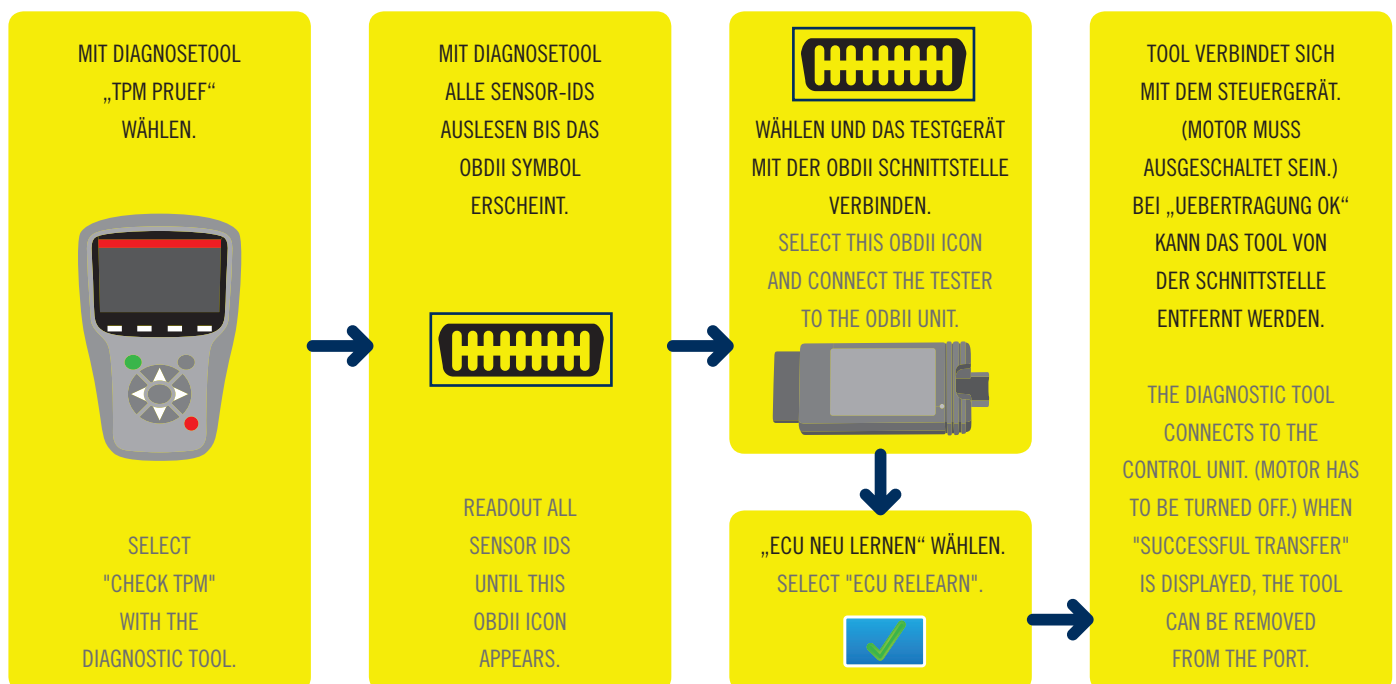 MIT DIAGNOSETOOL
„TPM PRUEF“
WÄHLEN.
SELECT
"CHECK TPM"
WITH THE
DIAGNOSTIC TOOL.
MIT DIAGNOSETOOL
ALLE SENSOR-IDS
AUSLESEN BIS DAS
OBDII SYMBOL
ERSCHEINT.
READOUT ALL
SENSOR IDS
UNTIL THIS
OBDII ICON
APPEARS.
WÄHLEN UND DAS TESTGERÄT
MIT DER OBDII SCHNITTSTELLE
VERBINDEN.
SELECT THIS OBDII ICON
AND CONNECT THE TESTER
TO THE ODBII UNIT.
„ECU NEU LERNEN“ WÄHLEN.
SELECT "ECU RELEARN".
TOOL VERBINDET SICH
MIT DEM STEUERGERÄT.
(MOTOR MUSS
AUSGESCHALTET SEIN.)
BEI „UEBERTRAGUNG OK“
KANN DAS TOOL VON
DER SCHNITTSTELLE
ENTFERNT WERDEN.
THE DIAGNOSTIC TOOL
CONNECTS TO THE
CONTROL UNIT. (MOTOR HAS
TO BE TURNED OFF.) WHEN
"SUCCESSFUL TRANSFER"
IS DISPLAYED, THE TOOL
CAN BE REMOVED
FROM THE PORT.